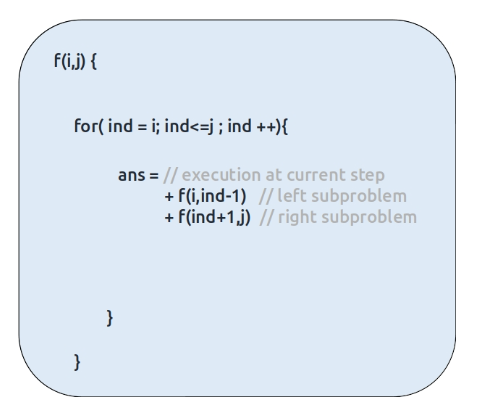 f(i,j) {
for( ind = i; ind<=j ; ind ++){
ans = // execution at current step
+ f(i,ind-1) // left subproblem
+ f(ind+1,j) // right subproblem
}
}